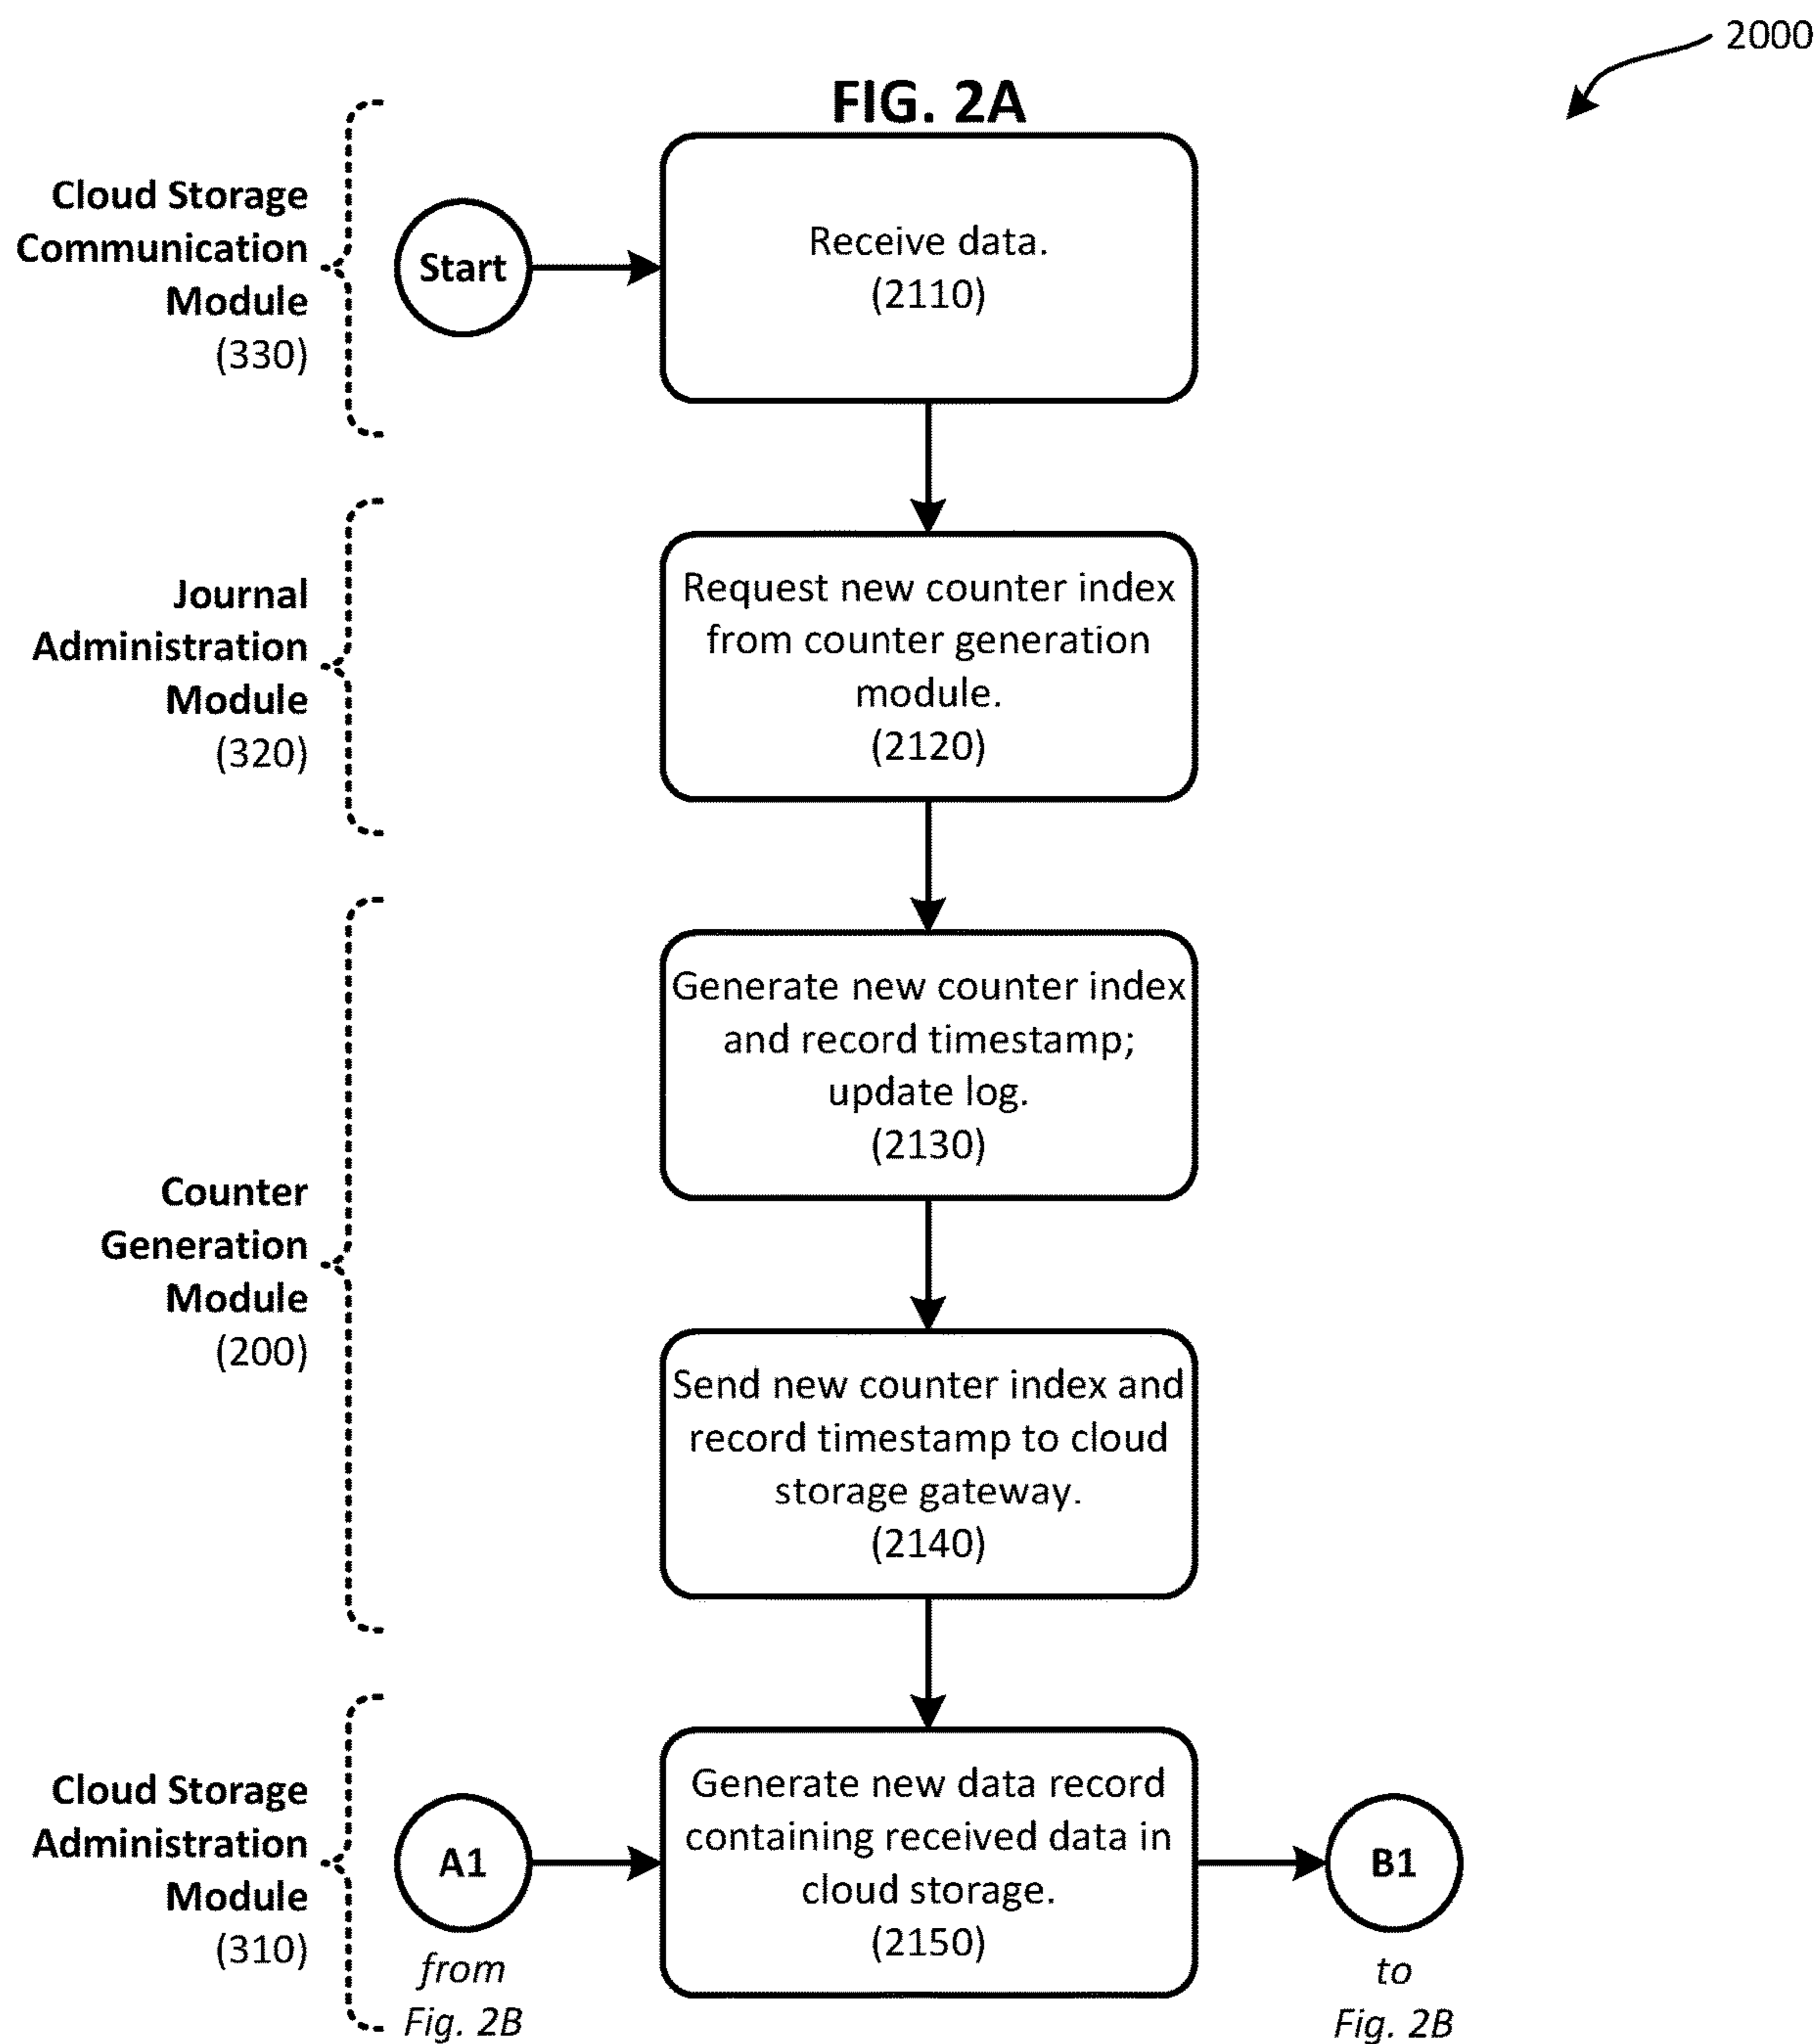 2000
FIG. 2A
Cloud Storage
Communication
Module
(330)
Start
Receive data.
(2110)
Journal
Administration
Module
(320)
Request new counter index
from counter generation
module.
(2120)
Counter
Generation
Module
(200)
Generate new counter index
and record timestamp;
update log.
(2130)
Send new counter index and
record timestamp to cloud
storage gateway.
(2140)
Cloud Storage
Administration
Module
(310)
A1
from
Fig. 2B
Generate new data record
containing received data in
cloud storage.
(2150)
B1
to
Fig. 2B